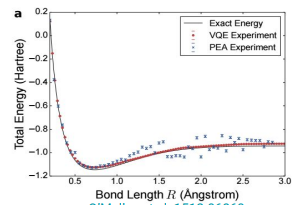 a
Exact Energy
VQE Experiment
PEA Experiment
Total Energy (Hartree)
0.2
0.0
−0.2
−0.4
−0.6
−0.8
−1.0
−1.2
0.5 1.0 1.5 2.0 2.5 3.0
Bond Length R (Ångstrom)